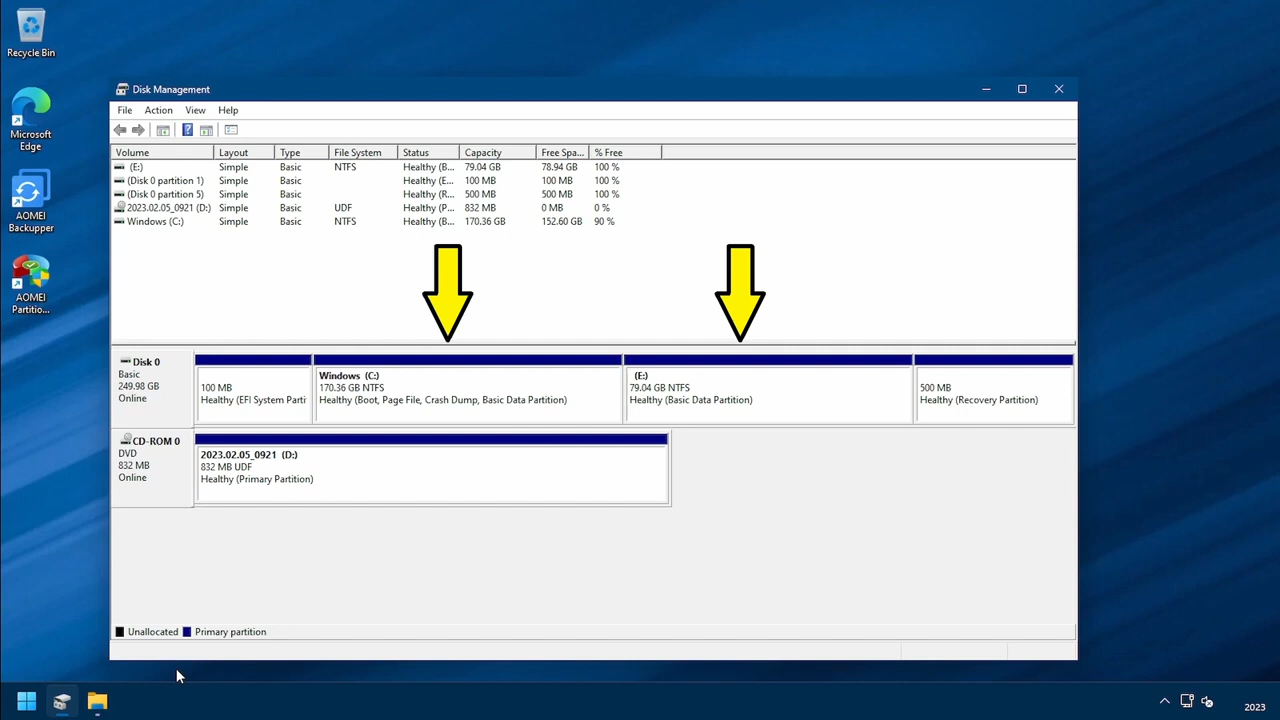 Recycle Bin
Microsoft
Edge
AOMEI
Backupper
AOMEI
Partitio...
Disk Management
File Action View Help
Volume Layout Type File System Status Capacity Free Spa... % Free
(E:) Simple Basic NTFS Healthy (B... 79.04 GB 78.94 GB 100 %
(Disk 0 partition 1) Simple Basic Healthy (E... 100 MB 100 MB 100 %
(Disk 0 partition 5) Simple Basic Healthy (R... 500 MB 500 MB 100 %
2023.02.05_0921 (D:) Simple Basic UDF Healthy (P... 832 MB 0 MB 0 %
Windows (C:) Simple Basic NTFS Healthy (B... 170.36 GB 152.60 GB 90 %
Disk 0
Basic
249.98 GB
Online
100 MB
Healthy (EFI System Parti
Windows (C:)
170.36 GB NTFS
Healthy (Boot, Page File, Crash Dump, Basic Data Partition)
(E:)
79.04 GB NTFS
Healthy (Basic Data Partition)
500 MB
Healthy (Recovery Partition)
CD-ROM 0
DVD
832 MB
Online
2023.02.05_0921 (D:)
832 MB UDF
Healthy (Primary Partition)
Unallocated Primary partition
2023